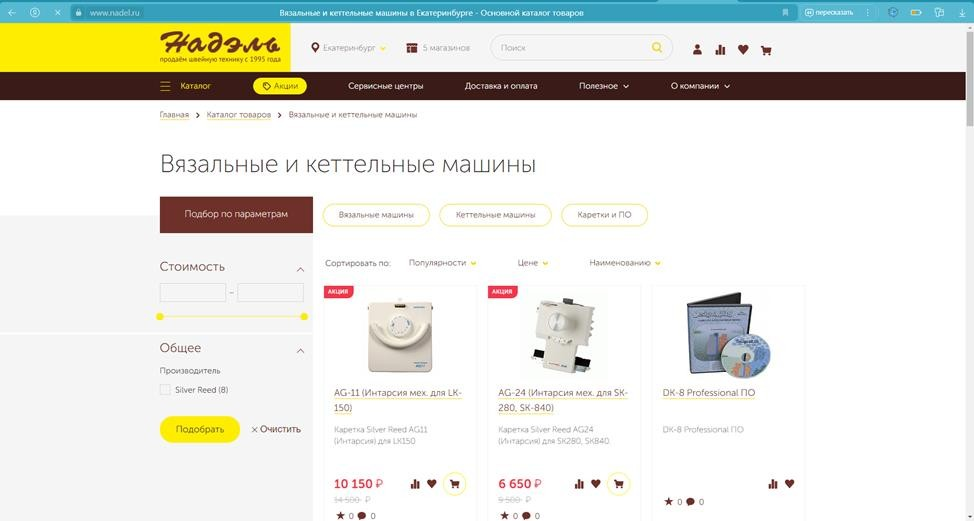 www.nadel.ru
Вязальные и кеттельные машины в Екатеринбурге - Основной каталог товаров
пересказать
Надэль
продаём швейную технику с 1995 года
Екатеринбург
5 магазинов
Поиск
Каталог
Акции
Сервисные центры
Доставка и оплата
Полезное
О компании
Главная
Каталог товаров
Вязальные и кеттельные машины
Вязальные и кеттельные машины
Подбор по параметрам
Вязальные машины
Кеттельные машины
Каретки и ПО
Сортировать по:
Популярности
Цене
Наименованию
Стоимость
–
Общее
Производитель
Silver Reed (8)
Подобрать
× Очистить
АКЦИЯ
AG-11 (Интарсия мех. для LK-
150)
Каретка Silver Reed AG11
(Интарсия) для LK150
10 150 ₽
14 500 ₽
0
0
АКЦИЯ
AG-24 (Интарсия мех. для SK-
280, SK-840)
Каретка Silver Reed AG24
(Интарсия) для SK280, SK840.
6 650 ₽
9 500 ₽
0
0
DK-8 Professional ПО
DK-8 Professional ПО
0
0